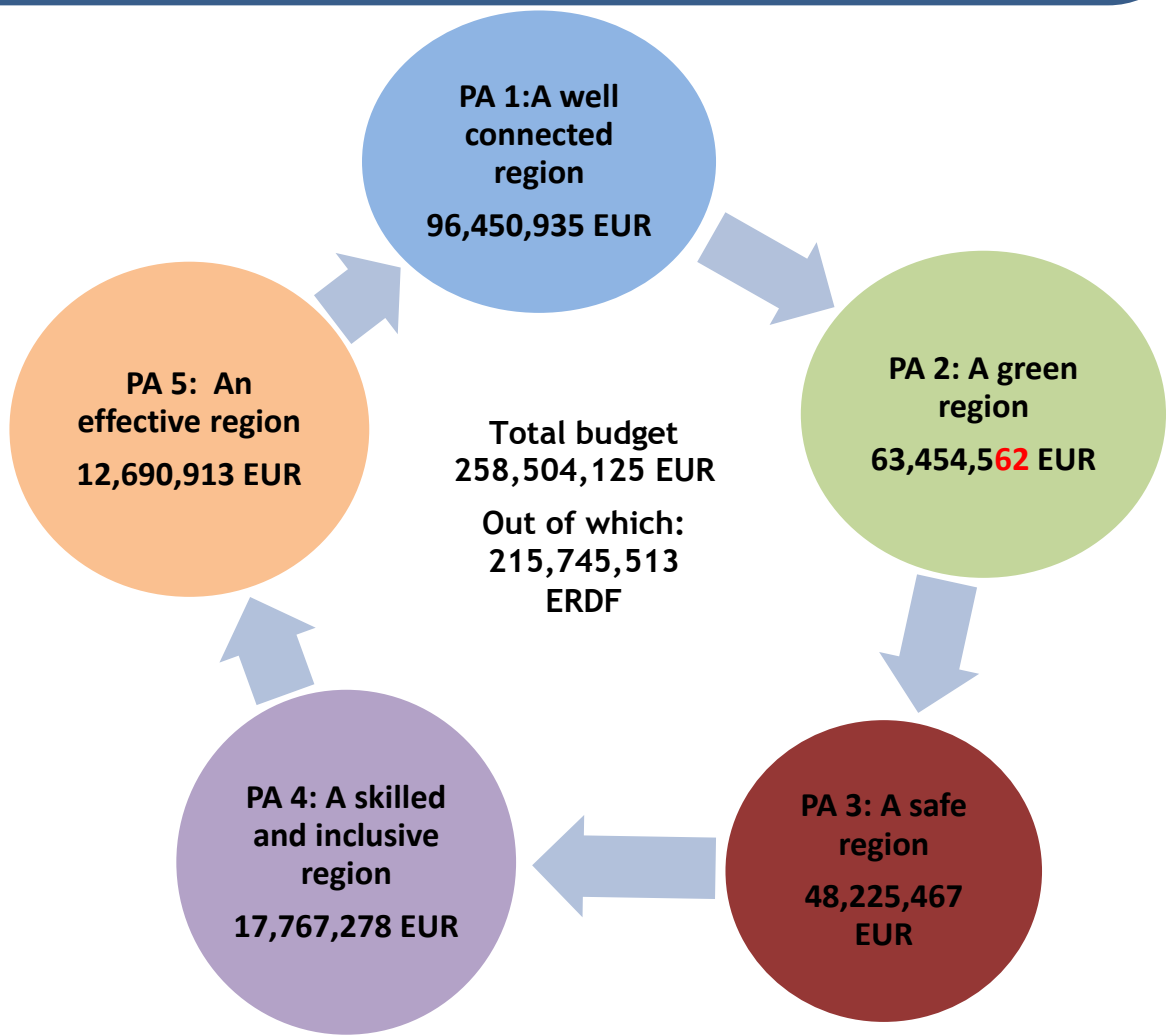 PA 1:A well
connected
region
96,450,935 EUR
PA 2: A green
region
63,454,562 EUR
PA 3: A safe
region
48,225,467
EUR
PA 4: A skilled
and inclusive
region
17,767,278 EUR
PA 5:  An
effective region
12,690,913 EUR
Total budget
258,504,125 EUR
Out of which:
215,745,513
ERDF